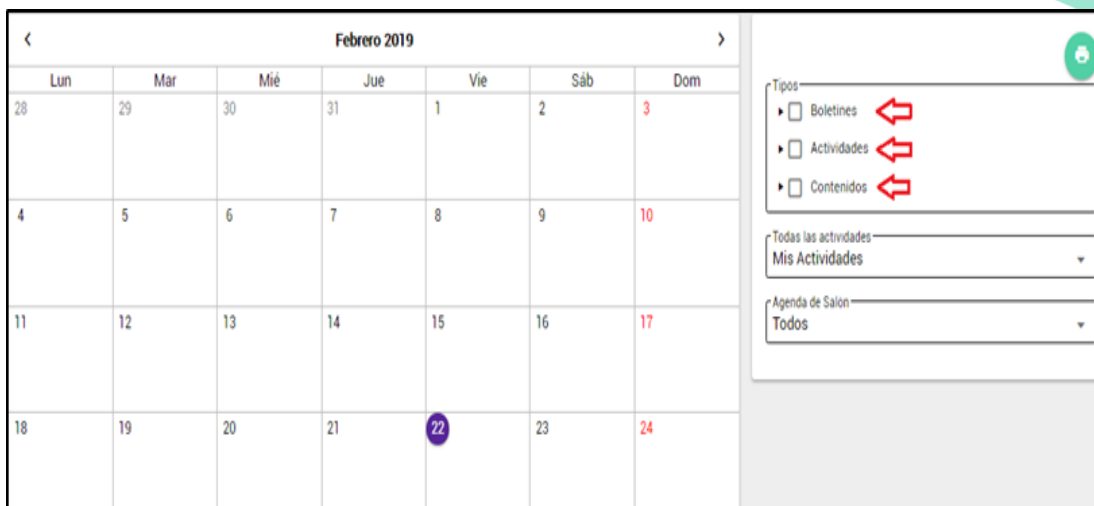 Febrero 2019
Lun Mar Mié Jue Vie Sáb Dom
28 29 30 31 1 2 3
4 5 6 7 8 9 10
11 12 13 14 15 16 17
18 19 20 21 22 23 24
Tipos
Boletines
Actividades
Contenidos
Todas las actividades
Mis Actividades
Agenda de Salón
Todos